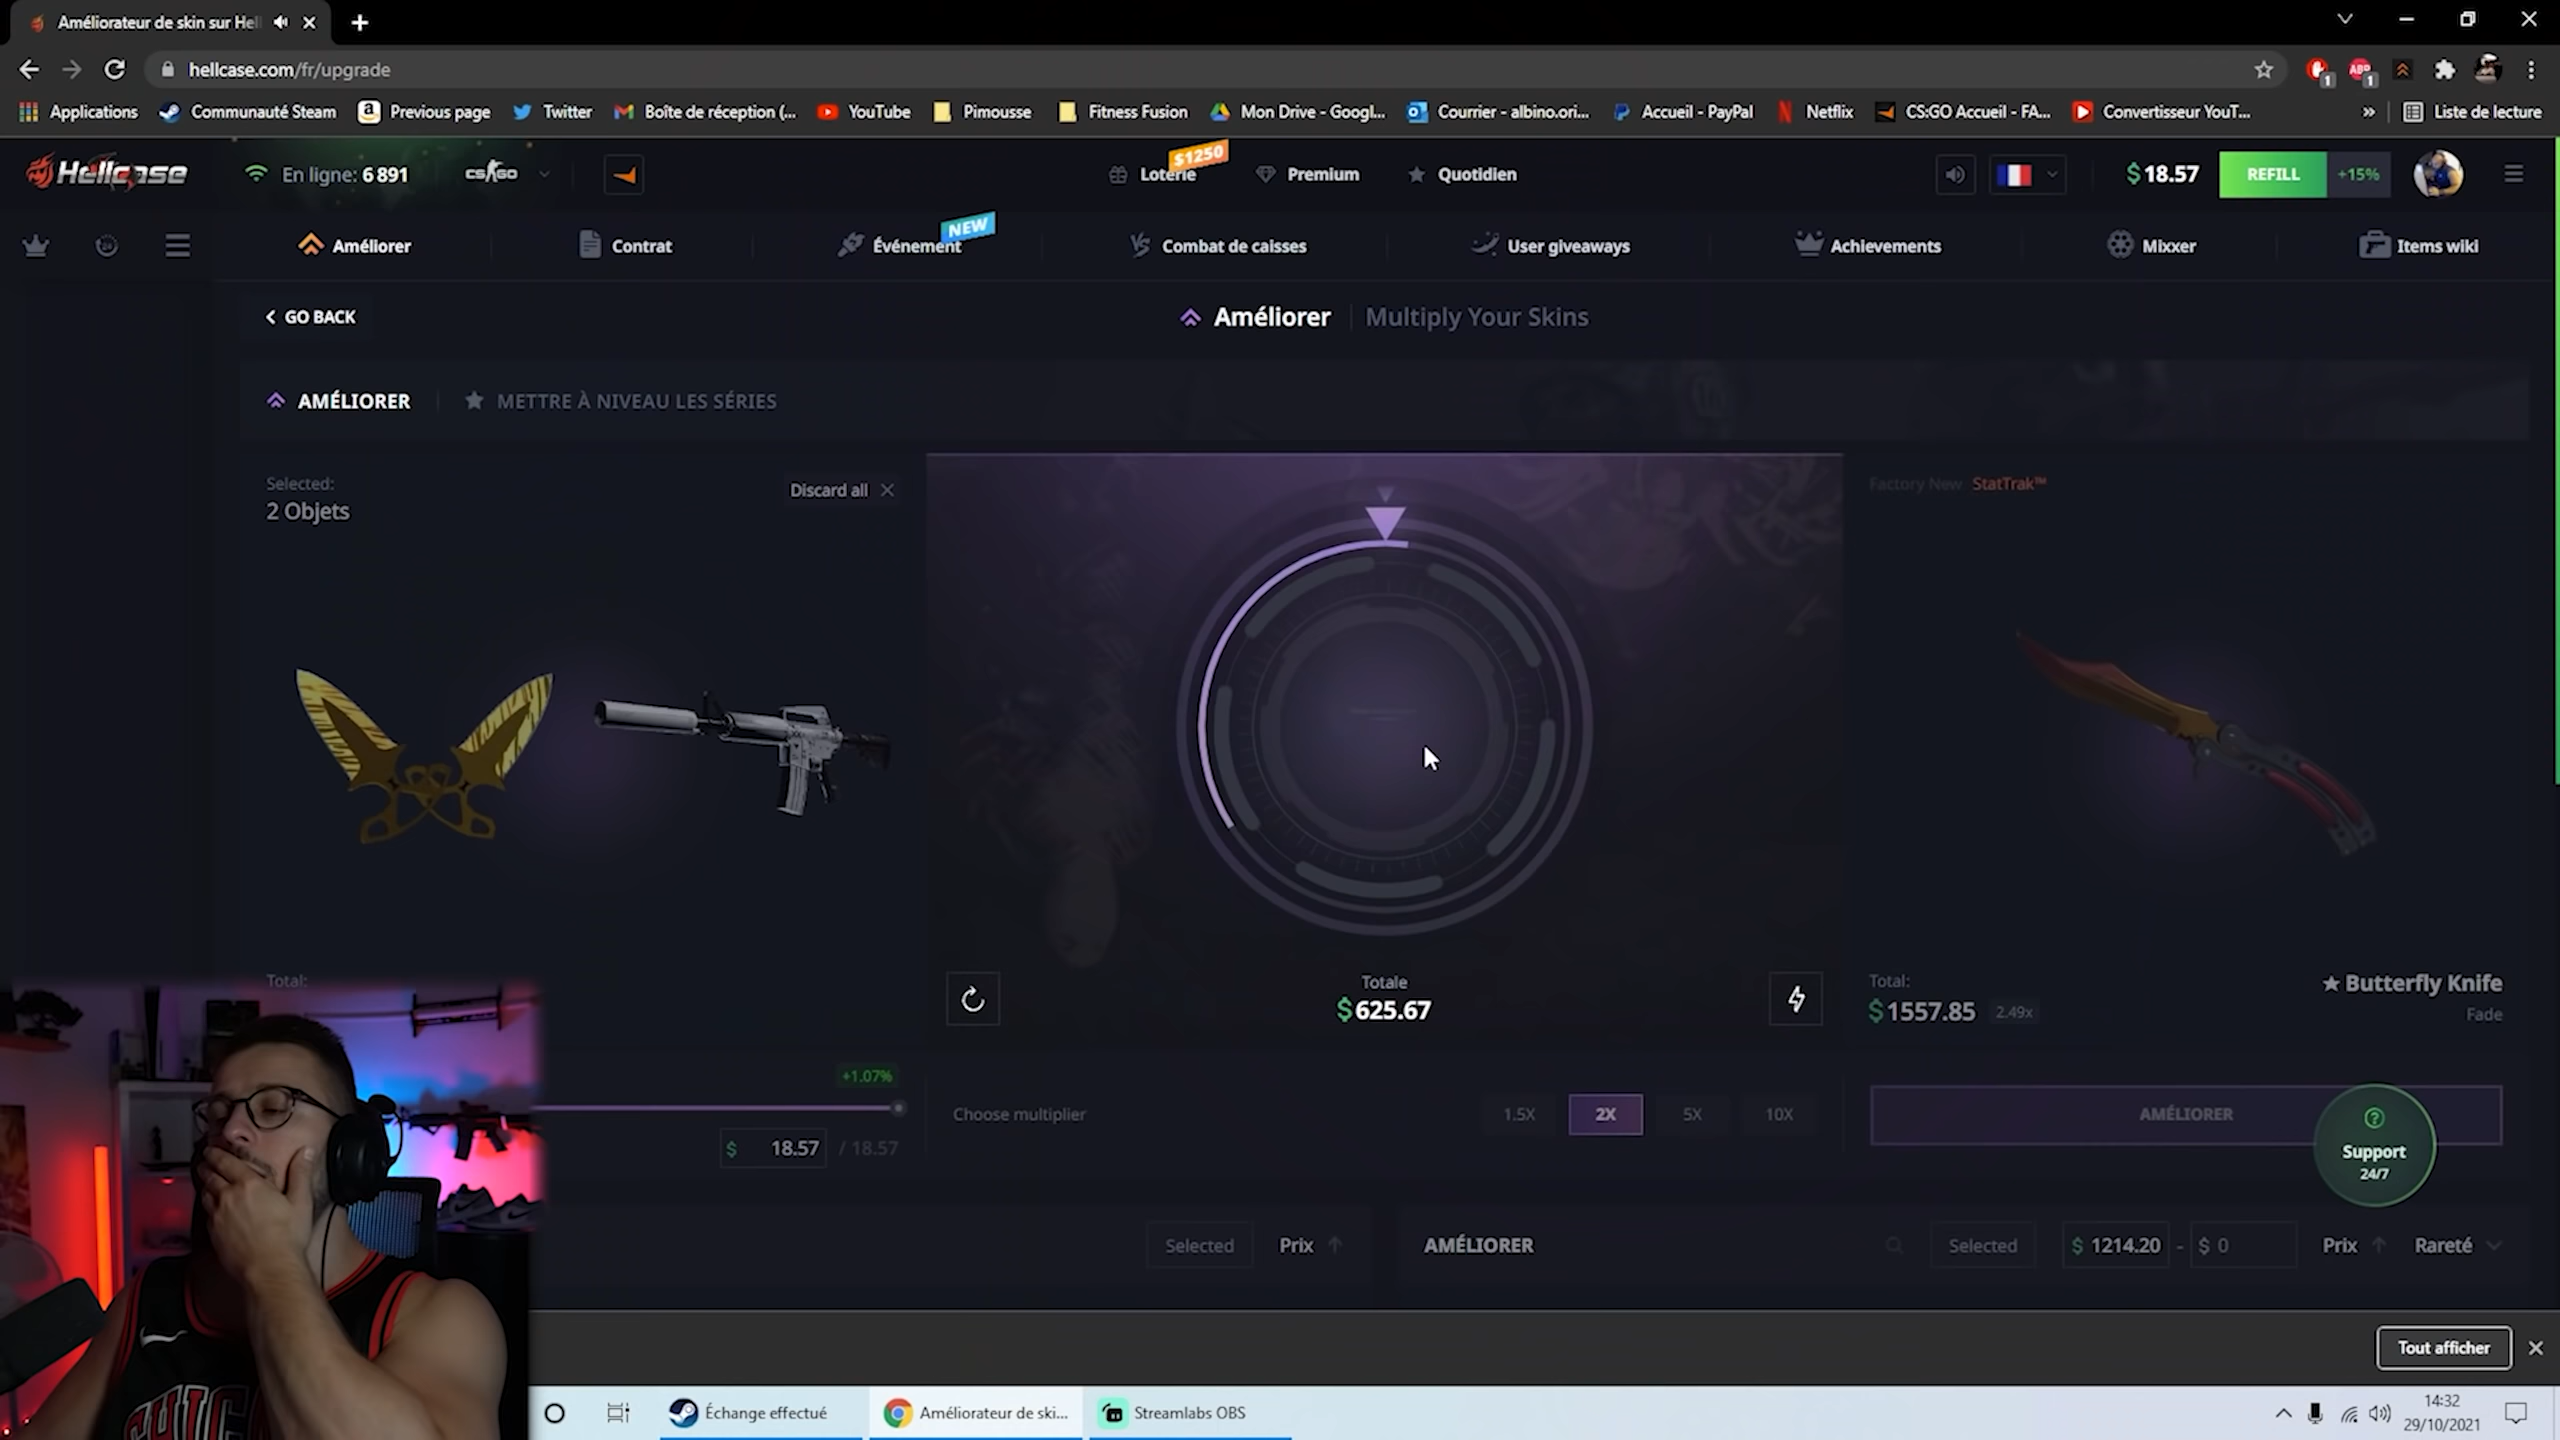 Améliorateur de skin sur Hel
hellcase.com/fr/upgrade
1
ABP
1
Applications
Communauté Steam
Previous page
Twitter
Boîte de réception (...
YouTube
Pimousse
Fitness Fusion
Mon Drive - Googl...
Courrier - albino.ori...
Accueil - PayPal
Netflix
CS:GO Accueil - FA...
Convertisseur YouT...
»
Liste de lecture
Hellcase
En ligne: 6 891
CS:GO
Loterie
$1250
Premium
Quotidien
$18.57
REFILL
+15%
24
Améliorer
Contrat
Événement
NEW
Combat de caisses
User giveaways
Achievements
Mixxer
Items wiki
GO BACK
Améliorer
Multiply Your Skins
AMÉLIORER
METTRE À NIVEAU LES SÉRIES
Selected:
2 Objets
Discard all
Factory New StatTrak™
Total:
Totale
$625.67
Total:
$1557.85
2.49x
★ Butterfly Knife
Fade
+1.07%
$ 18.57 / 18.57
Choose multiplier
1.5X
2X
5X
10X
AMÉLIORER
Support
24/7
Selected
Prix
AMÉLIORER
Selected
$ 1214.20 - $ 0
Prix
Rareté
Tout afficher
Échange effectué
Améliorateur de ski...
Streamlabs OBS
14:32
29/10/2021